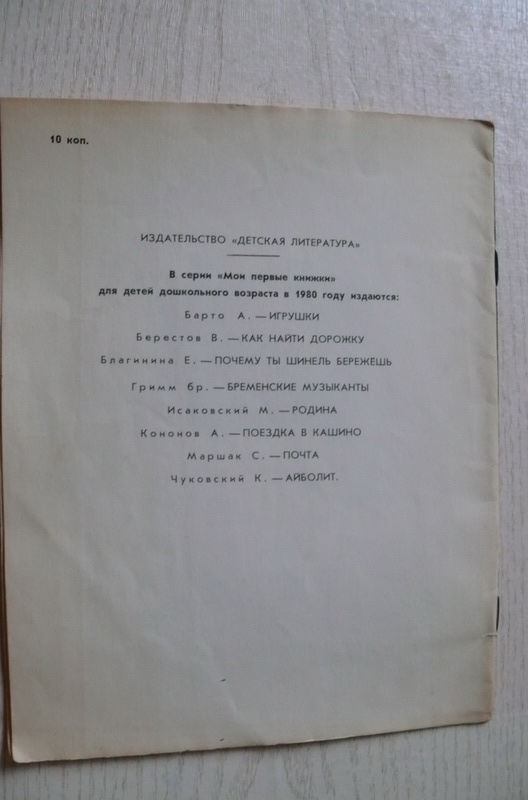 10 коп.
ИЗДАТЕЛЬСТВО «ДЕТСКАЯ ЛИТЕРАТУРА»
В серии «Мои первые книжки»
для детей дошкольного возраста в 1980 году издаются:
Барто А. — ИГРУШКИ
Берестов В. — КАК НАЙТИ ДОРОЖКУ
Благинина Е. — ПОЧЕМУ ТЫ ШИНЕЛЬ БЕРЕЖЕШЬ
Гримм бр. — БРЕМЕНСКИЕ МУЗЫКАНТЫ
Исаковский М. — РОДИНА
Кононов А. — ПОЕЗДКА В КАШИНО
Маршак С. — ПОЧТА
Чуковский К. — АЙБОЛИТ.